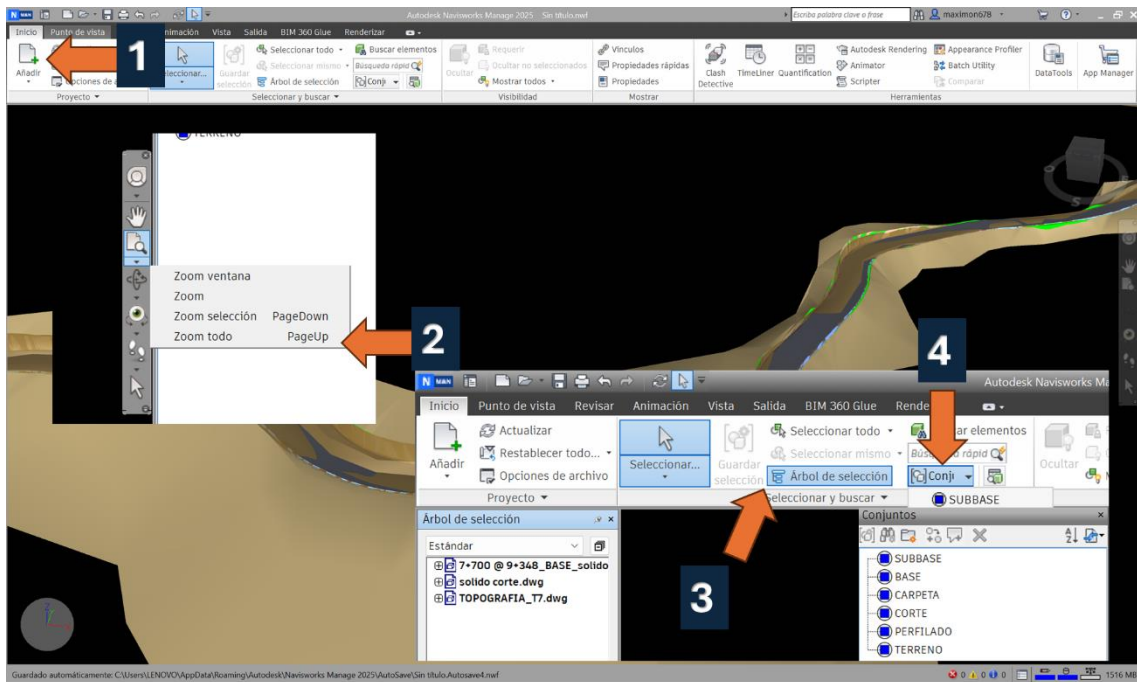 N MAN
Autodesk Navisworks Manage 2025 Sin título.nwf
Escriba palabra clave o frase
maximon678
Inicio Punto de vista Animación Vista Salida BIM 360 Glue Renderizar
1
Añadir
Opciones de a
Seleccionar...
Guardar
selección
Seleccionar todo
Seleccionar mismo
Árbol de selección
Buscar elementos
Búsqueda rápid
Conj
Ocultar
Requerir
Ocultar no seleccionados
Mostrar todos
Vínculos
Propiedades rápidas
Propiedades
Clash
Detective
TimeLiner
Quantification
Autodesk Rendering
Animator
Scripter
Appearance Profiler
Batch Utility
Comparar
DataTools
App Manager
Proyecto
Seleccionar y buscar
Visibilidad
Mostrar
Herramientas
TERRENO
Zoom ventana
Zoom
Zoom selección PageDown
Zoom todo PageUp
2
4
N MAN
Autodesk Navisworks Ma
Inicio Punto de vista Revisar Animación Vista Salida BIM 360 Glue Rende
Añadir
Actualizar
Restablecer todo...
Opciones de archivo
Seleccionar...
Guardar
selección
Seleccionar todo
Seleccionar mismo
Árbol de selección
ar elementos
Búsqued rápid
Conj
Ocultar
Proyecto
Seleccionar y buscar
SUBBASE
Árbol de selección
Estándar
7+700 @ 9+348_BASE_solido
solido corte.dwg
TOPOGRAFIA_T7.dwg
3
Conjuntos
SUBBASE
BASE
CARPETA
CORTE
PERFILADO
TERRENO
S
Z
Guardado automáticamente: C:\Users\LENOVO\AppData\Roaming\Autodesk\Navisworks Manage 2025\AutoSave\Sin título.Autosave4.nwf
0 0 0
1516 MB